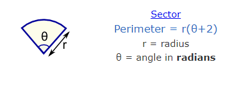 Sector
Perimeter = r(θ+2)
r = radius
θ = angle in radians
θ
r